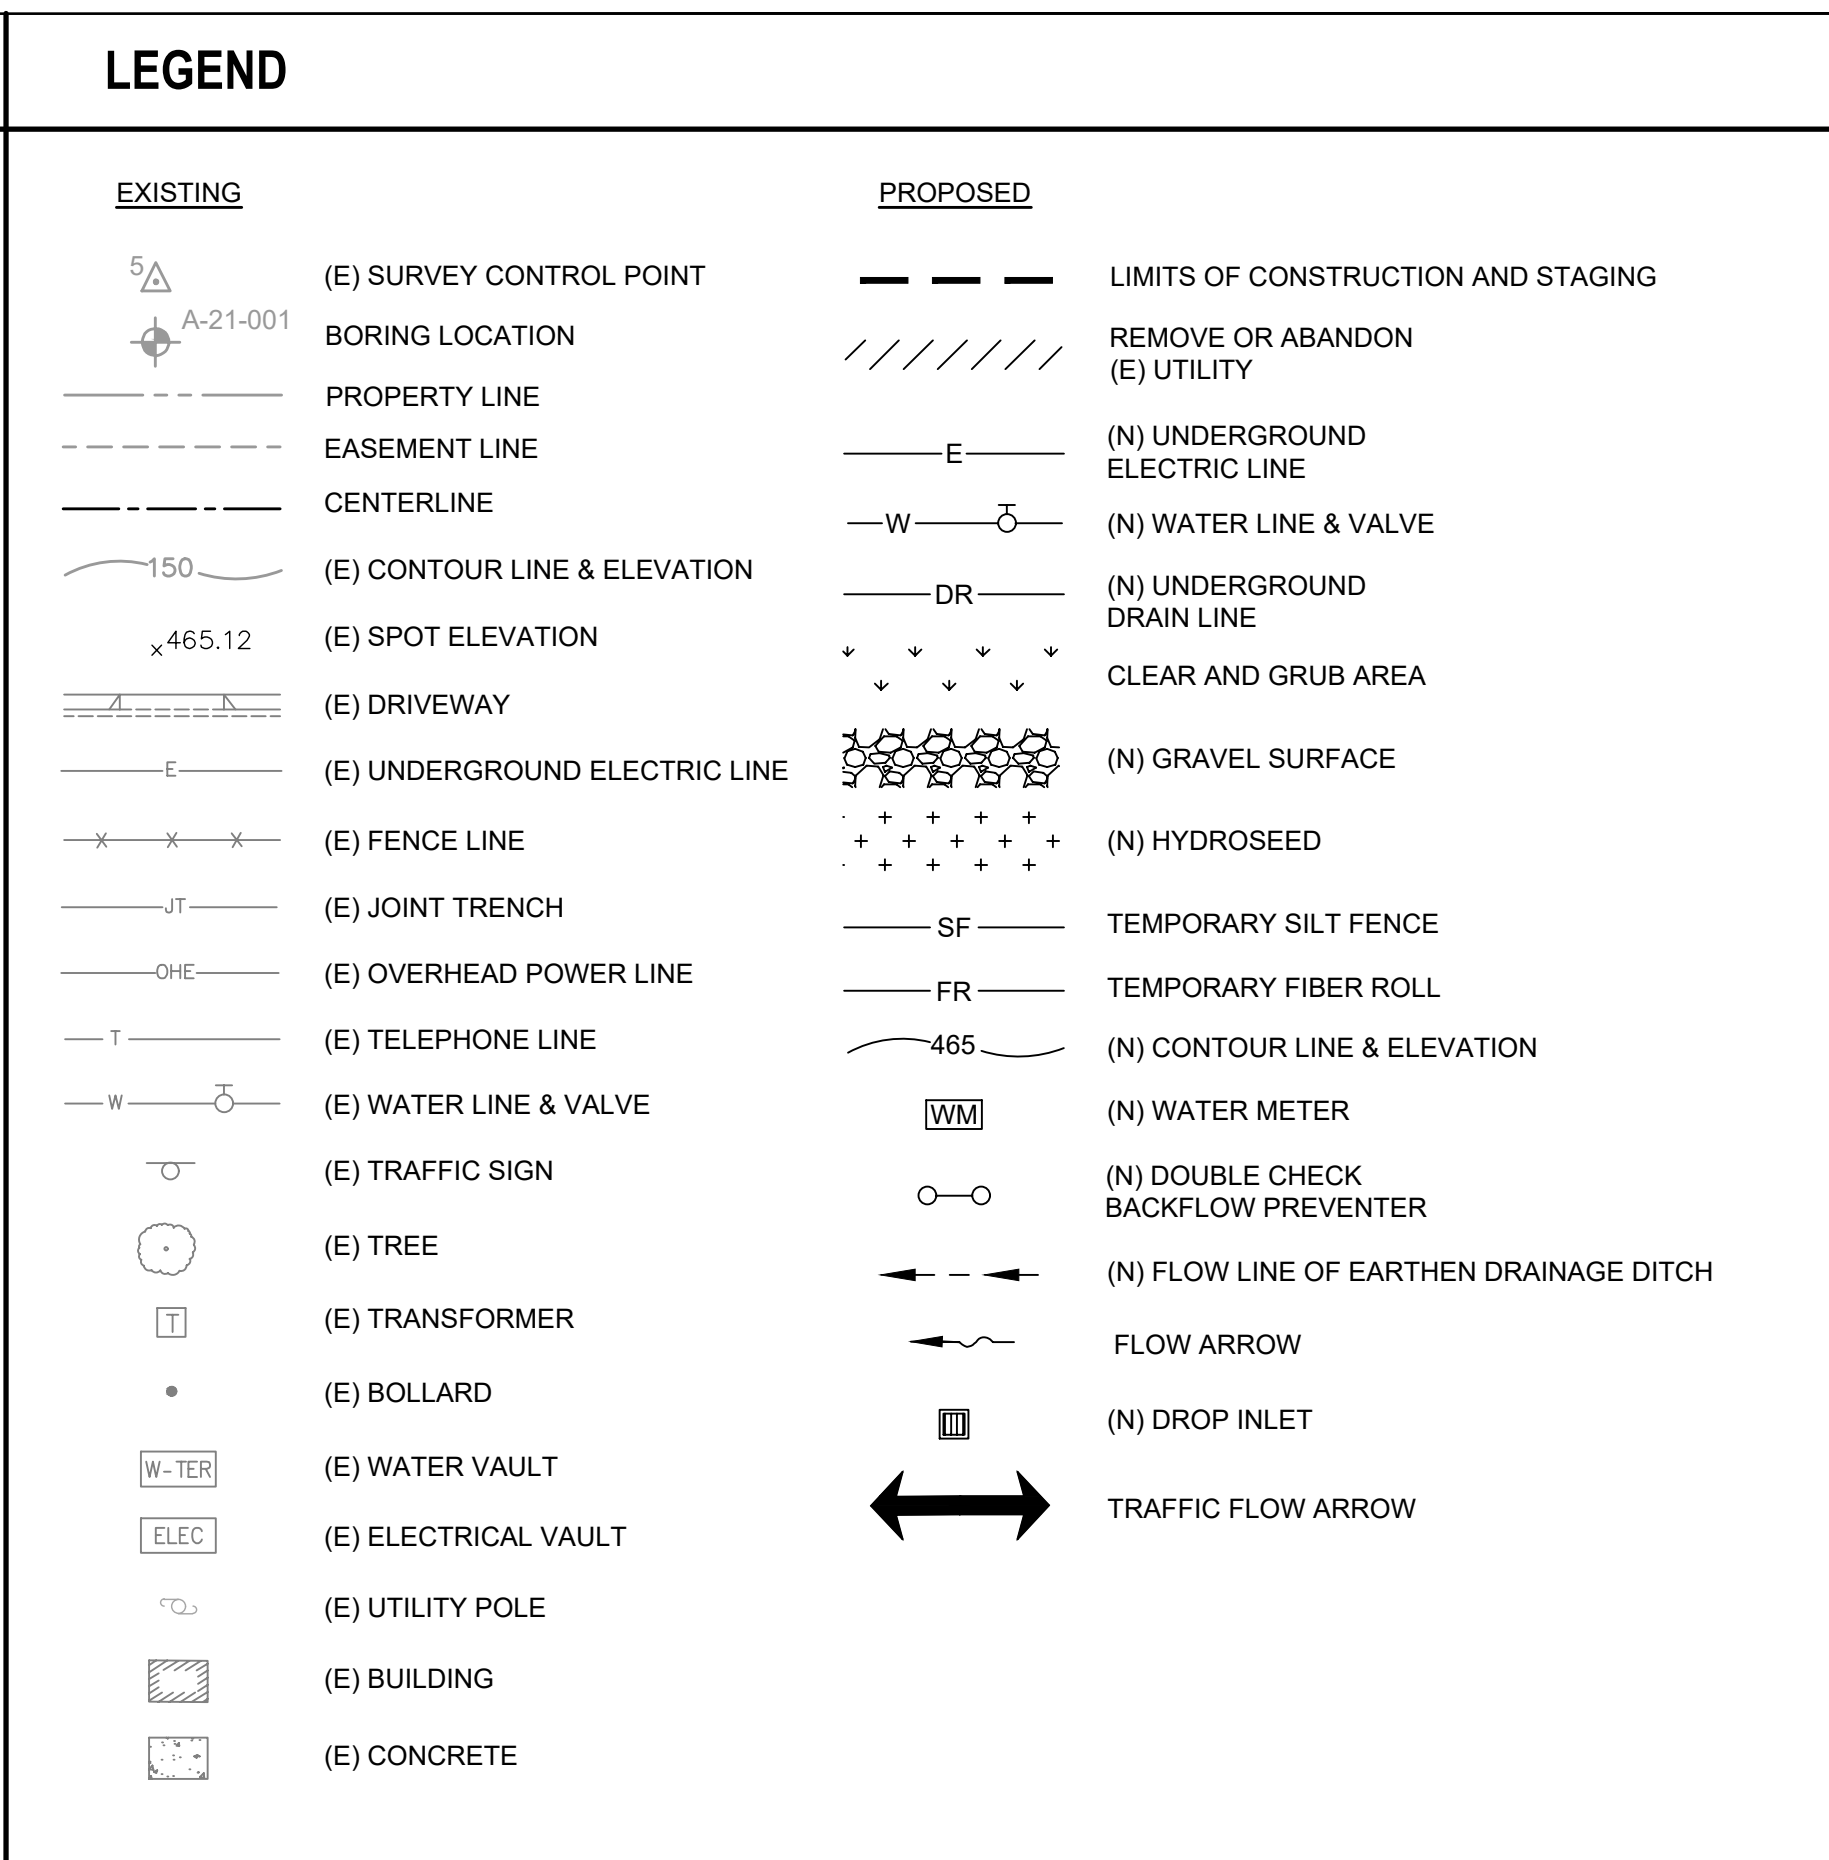 LEGEND
EXISTING
5
(E) SURVEY CONTROL POINT
A-21-001
BORING LOCATION
PROPERTY LINE
EASEMENT LINE
CENTERLINE
150
(E) CONTOUR LINE & ELEVATION
x465.12
(E) SPOT ELEVATION
(E) DRIVEWAY
E
(E) UNDERGROUND ELECTRIC LINE
(E) FENCE LINE
JT
(E) JOINT TRENCH
OHE
(E) OVERHEAD POWER LINE
T
(E) TELEPHONE LINE
W
(E) WATER LINE & VALVE
(E) TRAFFIC SIGN
(E) TREE
T
(E) TRANSFORMER
(E) BOLLARD
W-TER
(E) WATER VAULT
ELEC
(E) ELECTRICAL VAULT
(E) UTILITY POLE
(E) BUILDING
(E) CONCRETE
PROPOSED
LIMITS OF CONSTRUCTION AND STAGING
REMOVE OR ABANDON
(E) UTILITY
E
(N) UNDERGROUND
ELECTRIC LINE
W
(N) WATER LINE & VALVE
DR
(N) UNDERGROUND
DRAIN LINE
CLEAR AND GRUB AREA
(N) GRAVEL SURFACE
(N) HYDROSEED
SF
TEMPORARY SILT FENCE
FR
TEMPORARY FIBER ROLL
465
(N) CONTOUR LINE & ELEVATION
WM
(N) WATER METER
(N) DOUBLE CHECK
BACKFLOW PREVENTER
(N) FLOW LINE OF EARTHEN DRAINAGE DITCH
FLOW ARROW
(N) DROP INLET
TRAFFIC FLOW ARROW